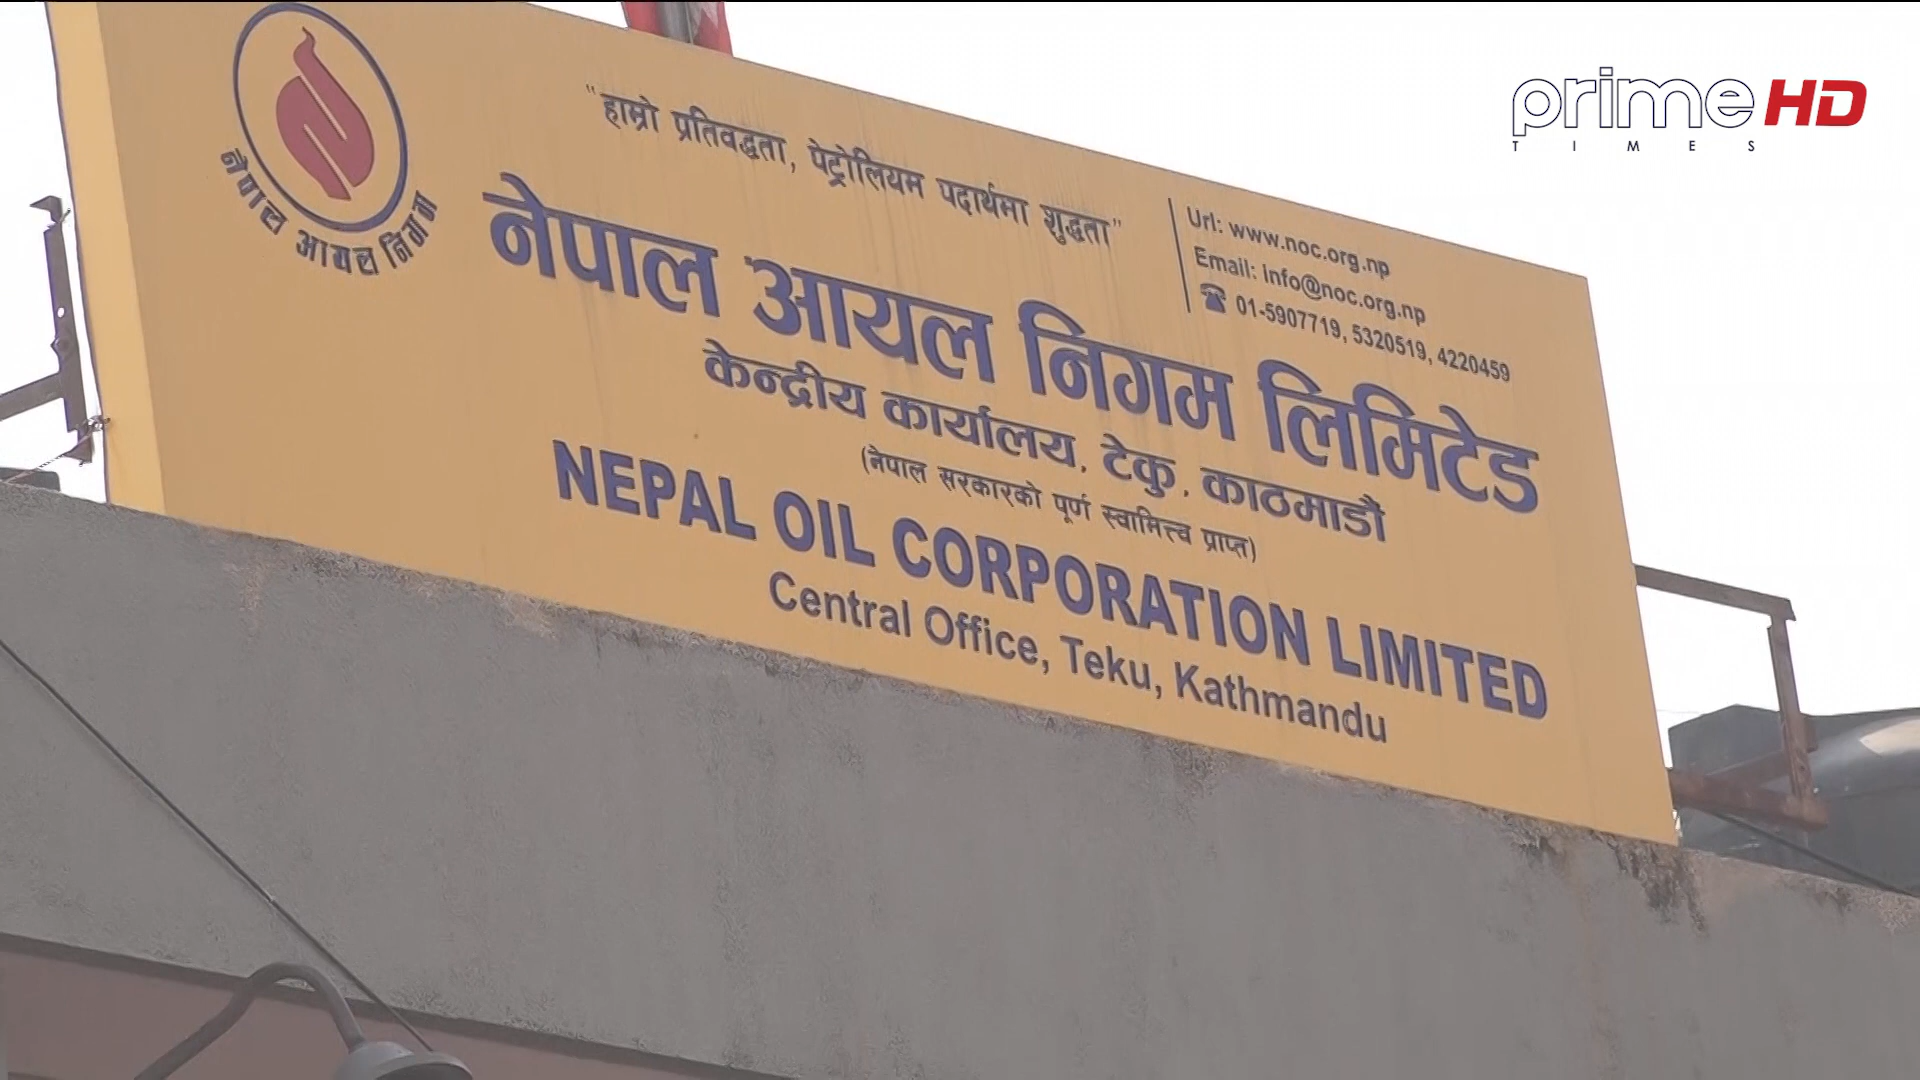 नेपाल आयल निगम
"हाम्रो प्रतिवद्धता, पेट्रोलियम पदार्थमा शुद्धता"
Url: www.noc.org.np
Email: info@noc.org.np
☎ 01-5907719, 5320519, 4220459
नेपाल आयल निगम लिमिटेड
केन्द्रीय कार्यालय, टेकु, काठमाडौं
(नेपाल सरकारको पूर्ण स्वामित्त्व प्राप्त)
NEPAL OIL CORPORATION LIMITED
Central Office, Teku, Kathmandu
prime HD
TIMES